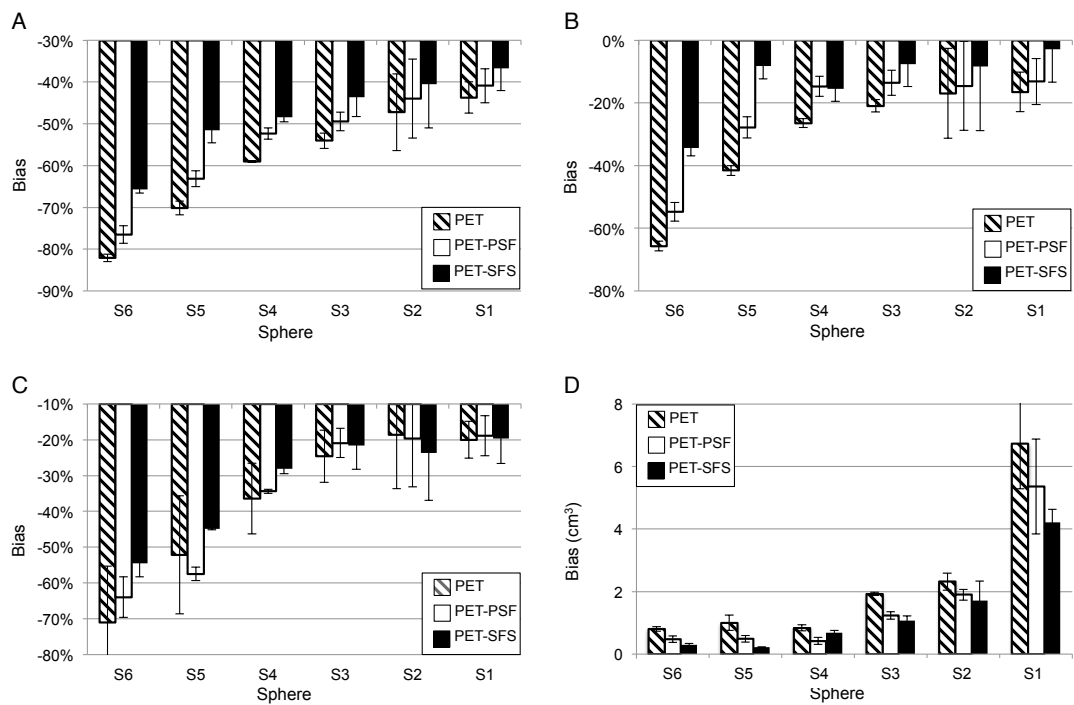 A
-30%
-40%
-50%
-60%
-70%
-80%
-90%
Bias
PET
PET-PSF
PET-SFS
S6 S5 S4 S3 S2 S1
Sphere
B
0%
-20%
-40%
-60%
-80%
Bias
PET
PET-PSF
PET-SFS
S6 S5 S4 S3 S2 S1
Sphere
C
-10%
-20%
-30%
-40%
-50%
-60%
-70%
-80%
Bias
PET
PET-PSF
PET-SFS
S6 S5 S4 S3 S2 S1
Sphere
D
8
6
4
2
0
Bias (cm³)
PET
PET-PSF
PET-SFS
S6 S5 S4 S3 S2 S1
Sphere